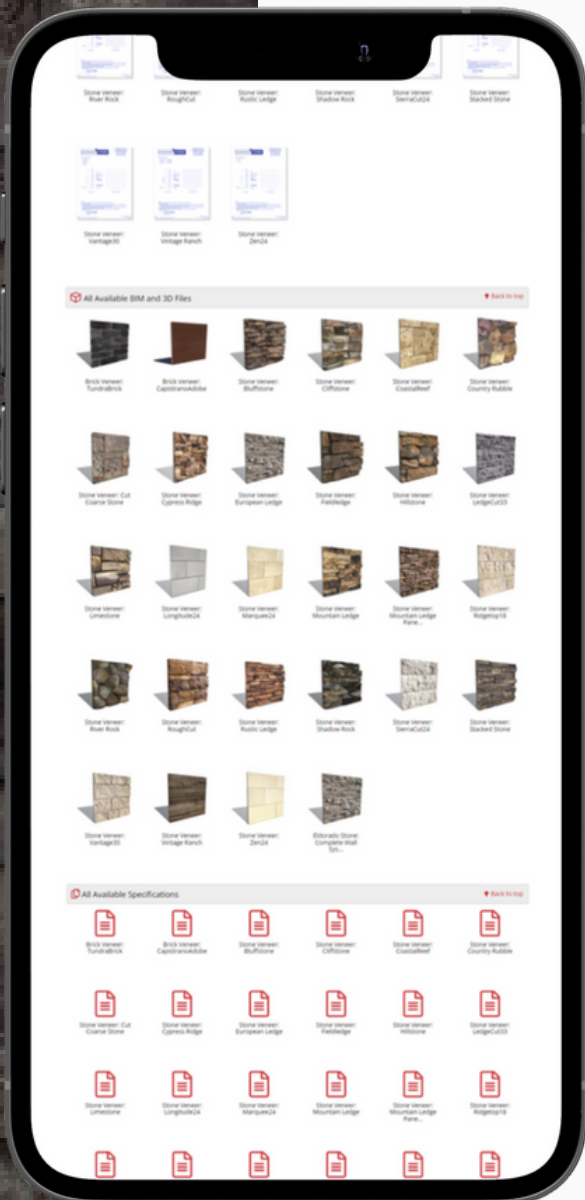 Stone Veneer: River Rock
Stone Veneer: RoughCut
Stone Veneer: Rustic Ledge
Stone Veneer: Shadow Rock
Stone Veneer: SierraCut24
Stone Veneer: Stacked Stone
Stone Veneer: Vantage30
Stone Veneer: Vintage Ranch
Stone Veneer: Zen24
All Available BIM and 3D Files
Back to top
Brick Veneer: TundraBrick
Brick Veneer: CapistranoAdobe
Stone Veneer: Bluffstone
Stone Veneer: Cliffstone
Stone Veneer: CoastalReef
Stone Veneer: Country Rubble
Stone Veneer: Cut Coarse Stone
Stone Veneer: Cypress Ridge
Stone Veneer: European Ledge
Stone Veneer: Fieldledge
Stone Veneer: Hillstone
Stone Veneer: LedgeCut33
Stone Veneer: Limestone
Stone Veneer: Longitude24
Stone Veneer: Marquee24
Stone Veneer: Mountain Ledge
Stone Veneer: Mountain Ledge Pane...
Stone Veneer: Ridgetop18
Stone Veneer: River Rock
Stone Veneer: RoughCut
Stone Veneer: Rustic Ledge
Stone Veneer: Shadow Rock
Stone Veneer: SierraCut24
Stone Veneer: Stacked Stone
Stone Veneer: Vantage30
Stone Veneer: Vintage Ranch
Stone Veneer: Zen24
Eldorado Stone: Complete Wall Sys...
All Available Specifications
Back to top
Brick Veneer: TundraBrick
Brick Veneer: CapistranoAdobe
Stone Veneer: Bluffstone
Stone Veneer: Cliffstone
Stone Veneer: CoastalReef
Stone Veneer: Country Rubble
Stone Veneer: Cut Coarse Stone
Stone Veneer: Cypress Ridge
Stone Veneer: European Ledge
Stone Veneer: Fieldledge
Stone Veneer: Hillstone
Stone Veneer: LedgeCut33
Stone Veneer: Limestone
Stone Veneer: Longitude24
Stone Veneer: Marquee24
Stone Veneer: Mountain Ledge
Stone Veneer: Mountain Ledge Pane...
Stone Veneer: Ridgetop18